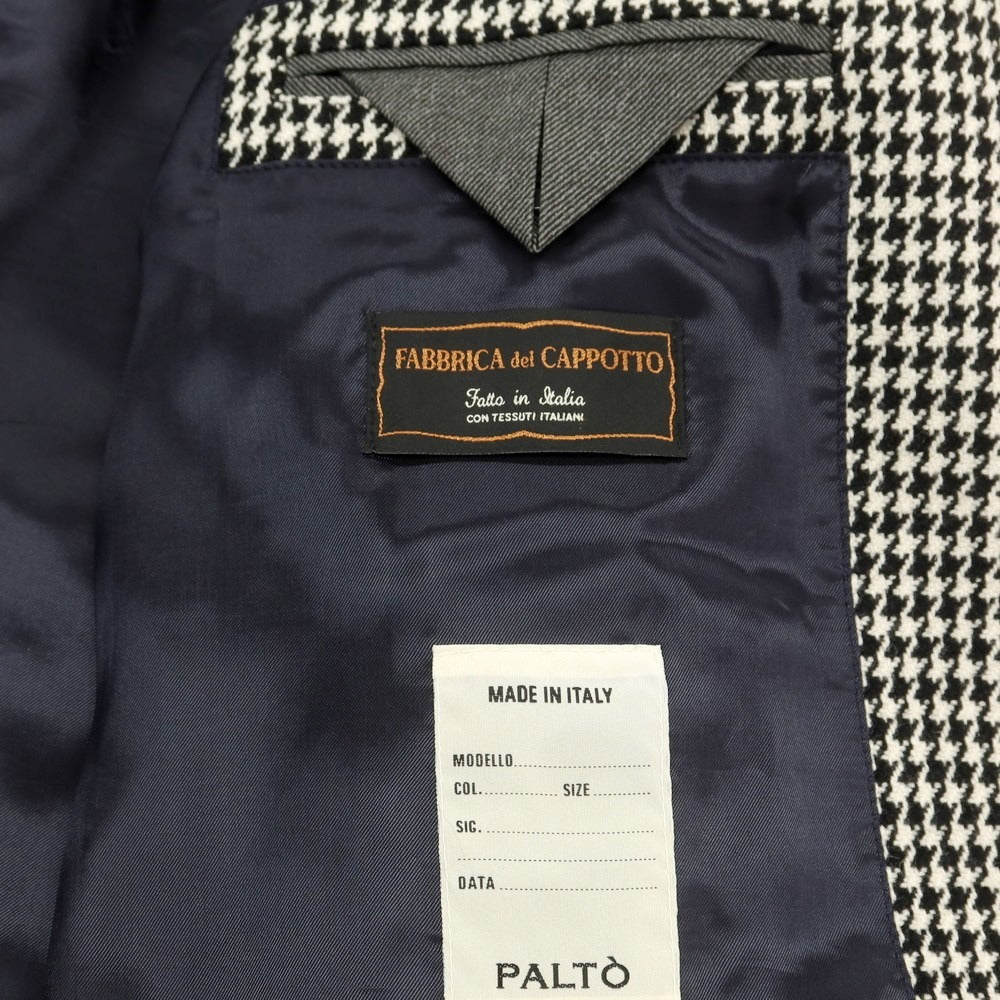 FABBRICA del CAPPOTTO
Fatto in Italia
CON TESSUTI ITALIANI
MADE IN ITALY
MODELLO
COL. SIZE
SIG.
DATA
PALTÒ